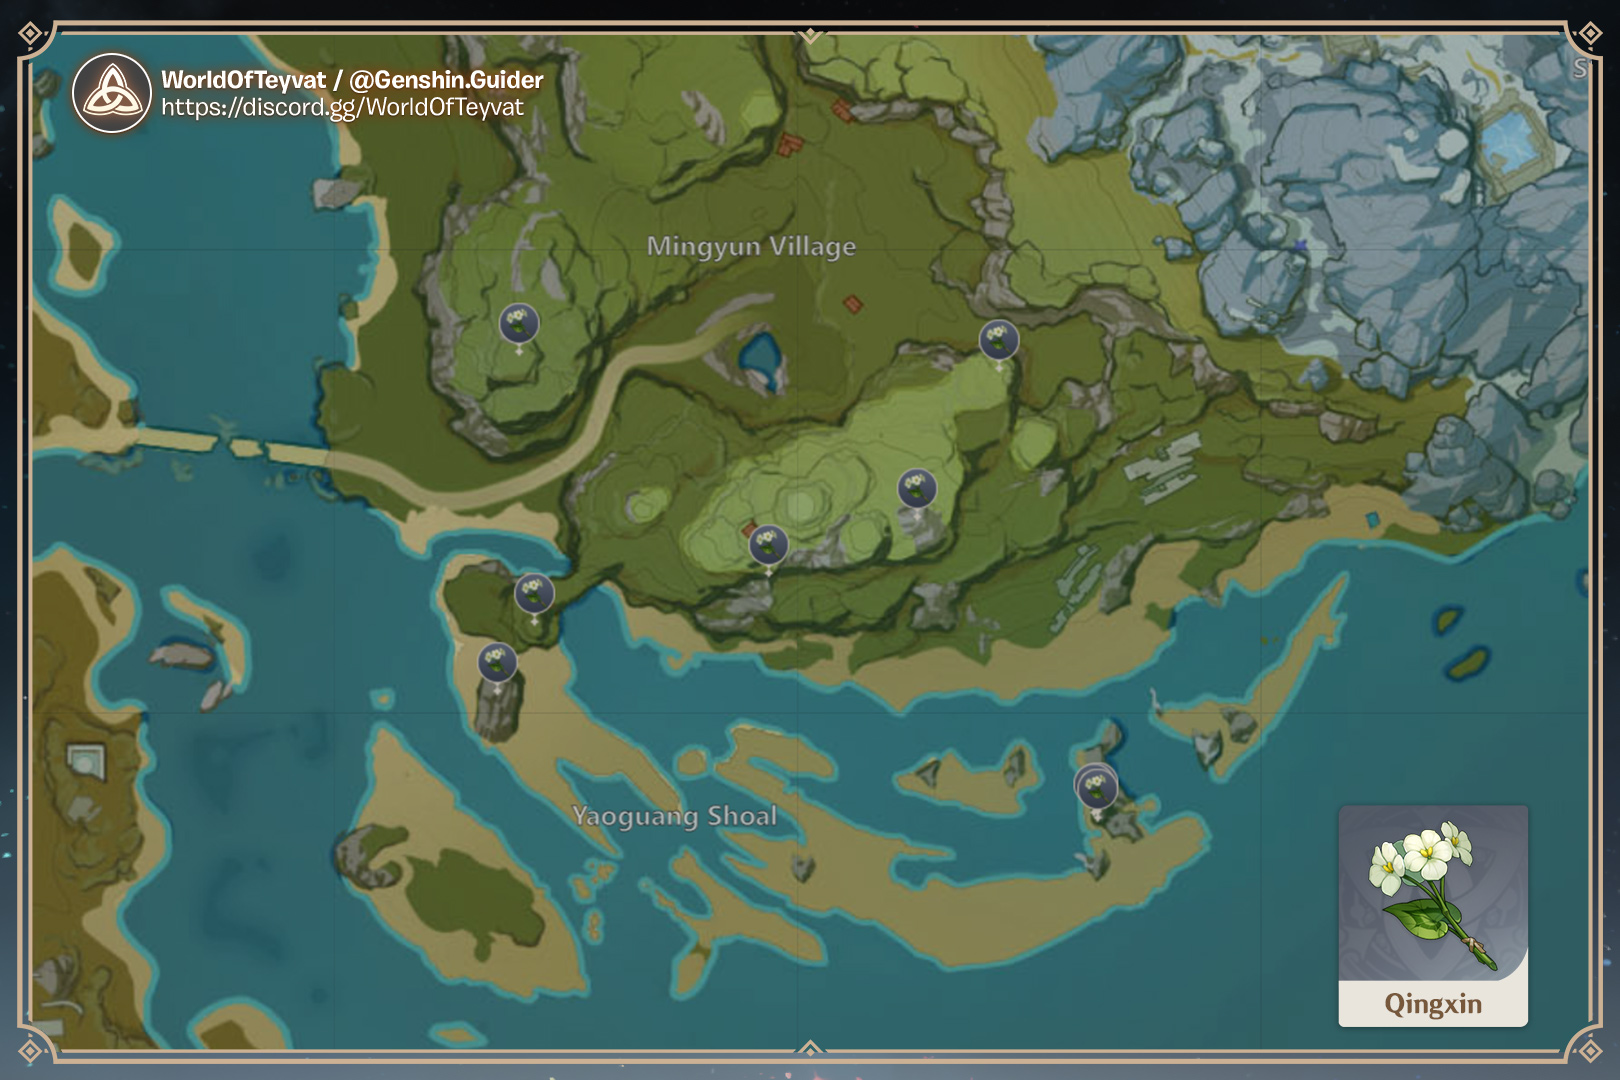 WorldOfTeyvat / @Genshin.Guider
https://discord.gg/WorldOfTeyvat
S
Mingyun Village
Yaoguang Shoal
Qingxin